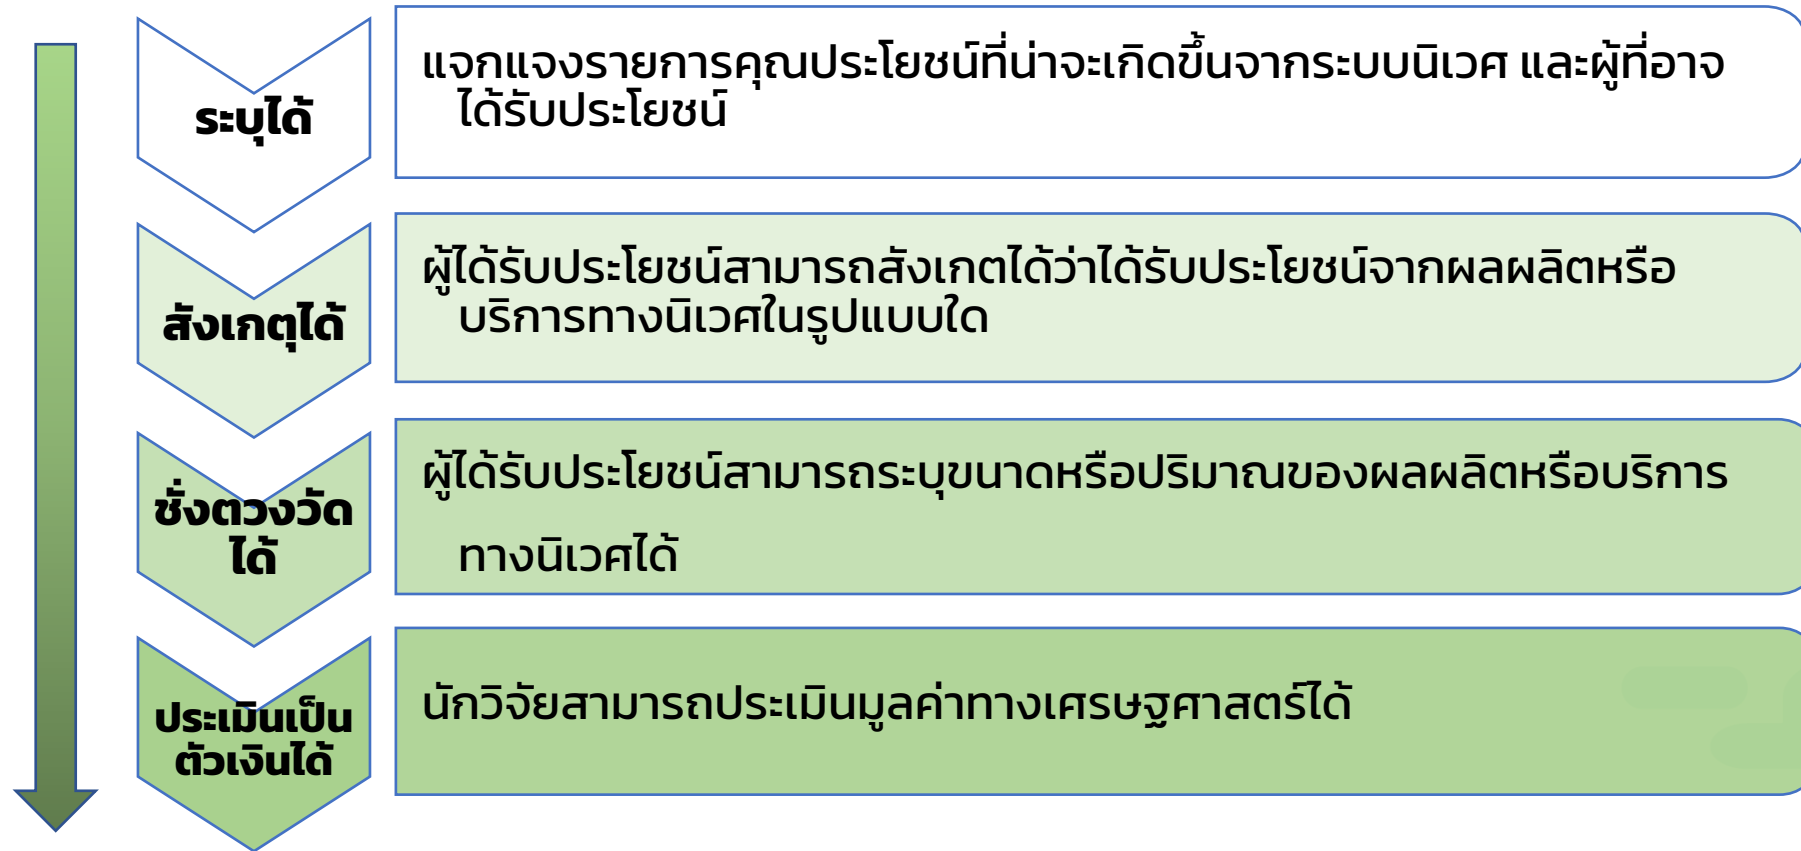 ระบุได้
แจกแจงรายการคุณประโยชน์ที่น่าจะเกิดขึ้นจากระบบนิเวศ และผู้ที่อาจ
ได้รับประโยชน์
สังเกตุได้
ผู้ได้รับประโยชน์สามารถสังเกตได้ว่าได้รับประโยชน์จากผลผลิตหรือ
บริการทางนิเวศในรูปแบบใด
ชั่งตวงวัด
ได้
ผู้ได้รับประโยชน์สามารถระบุขนาดหรือปริมาณของผลผลิตหรือบริการ
ทางนิเวศได้
ประเมินเป็น
ตัวเงินได้
นักวิจัยสามารถประเมินมูลค่าทางเศรษฐศาสตร์ได้